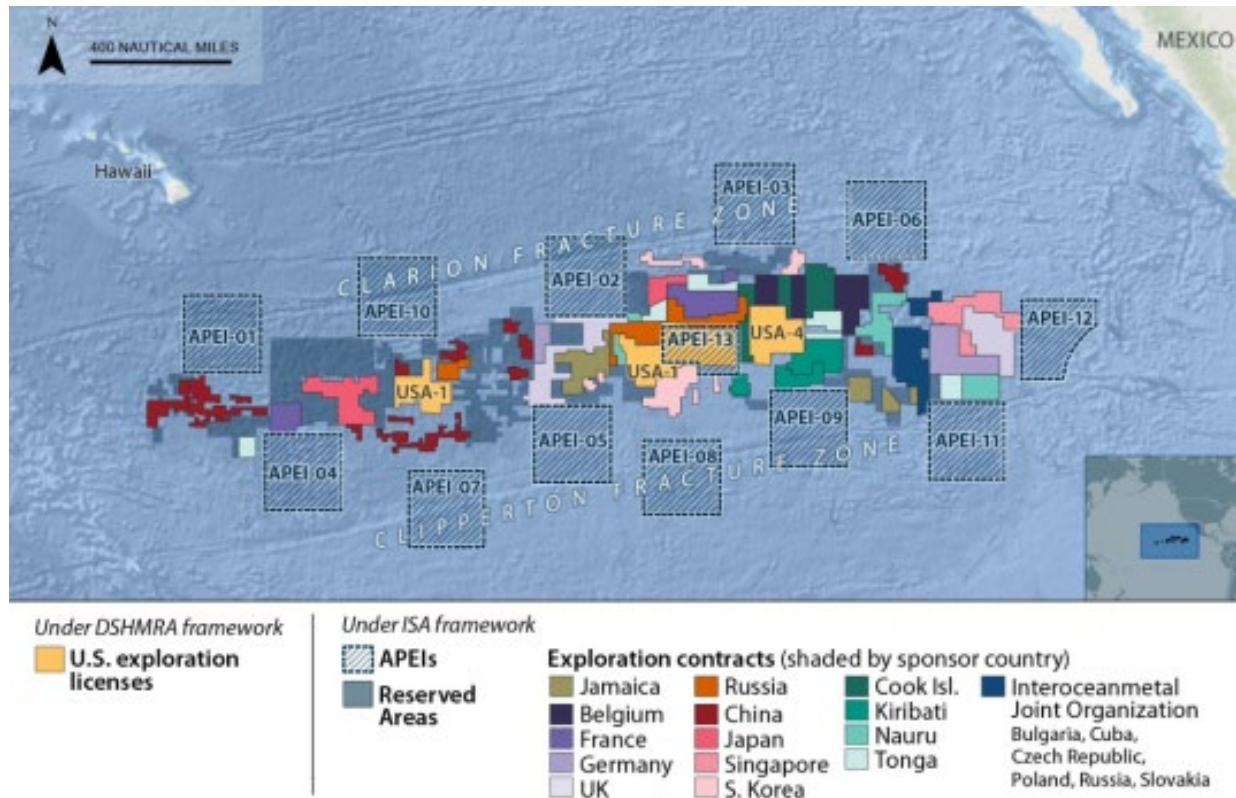 N
400 NAUTICAL MILES
MEXICO
Hawaii
CLARION FRACTURE ZONE
APEI-03
APEI-06
APEI-02
APEI-10
APEI-01
APEI-12
APEI-13
USA-4
USA-1
USA-1
APEI-05
APEI-09
APEI-11
APEI-04
APEI-07
APEI-08
CLIPPERTON FRACTURE ZONE
Under DSHMRA framework
U.S. exploration
licenses
Under ISA framework
APEIs
Reserved
Areas
Exploration contracts (shaded by sponsor country)
Jamaica
Belgium
France
Germany
UK
Russia
China
Japan
Singapore
S. Korea
Cook Isl.
Kiribati
Nauru
Tonga
Interoceanmetal
Joint Organization
Bulgaria, Cuba,
Czech Republic,
Poland, Russia, Slovakia